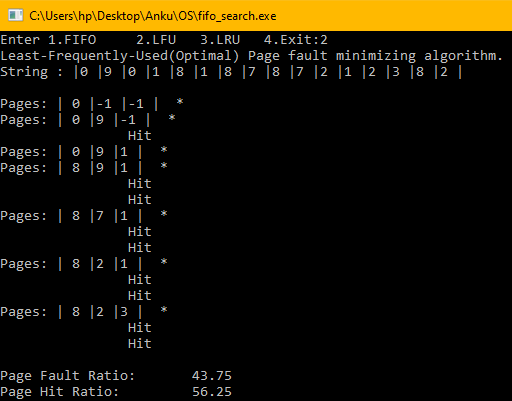 C:\Users\hp\Desktop\Anku\OS\fifo_search.exe
Enter 1.FIFO     2.LFU   3.LRU   4.Exit:2
Least-Frequently-Used(Optimal) Page fault minimizing algorithm.
String : |0 |9 |0 |1 |8 |1 |8 |7 |8 |7 |2 |1 |2 |3 |8 |2 |
Pages: | 0 |-1 |-1 |  *
Pages: | 0 |9 |-1 |  *
Hit
Pages: | 0 |9 |1 |  *
Pages: | 8 |9 |1 |  *
Hit
Hit
Pages: | 8 |7 |1 |  *
Hit
Hit
Pages: | 8 |2 |1 |  *
Hit
Hit
Pages: | 8 |2 |3 |  *
Hit
Hit
Page Fault Ratio:       43.75
Page Hit Ratio:         56.25